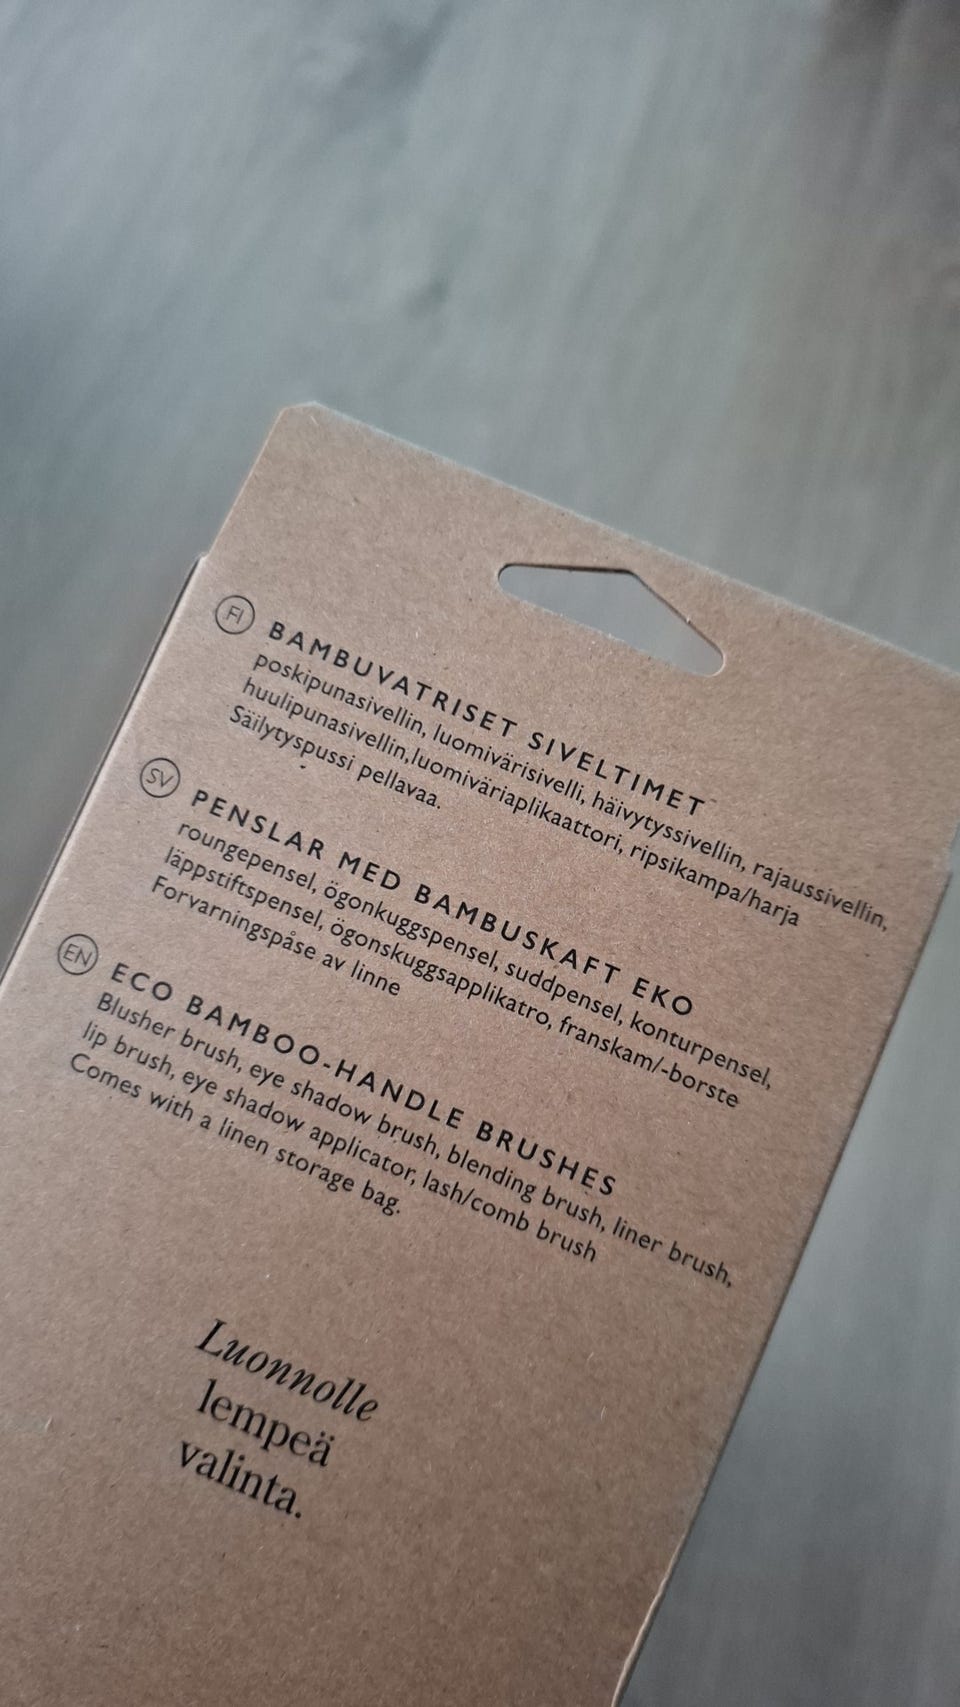 FI BAMBUVATRISET SIVELTIMET
poskipunasivellin, luomivärisivelli, häivytyssivellin, rajaussivellin,
huulipunasivellin,luomiväriaplikaattori, ripsikampa/harja
Säilytyspussi pellavaa.
SV PENSLAR MED BAMBUSKAFT EKO
roungepensel, ögonkuggspensel, suddpensel, konturpensel,
läppstiftspensel, ögonskuggsapplikatro, franskam/-borste
Forvarningspåse av linne
EN ECO BAMBOO-HANDLE BRUSHES
Blusher brush, eye shadow brush, blending brush, liner brush,
lip brush, eye shadow applicator, lash/comb brush
Comes with a linen storage bag.
Luonnolle
lempeä
valinta.